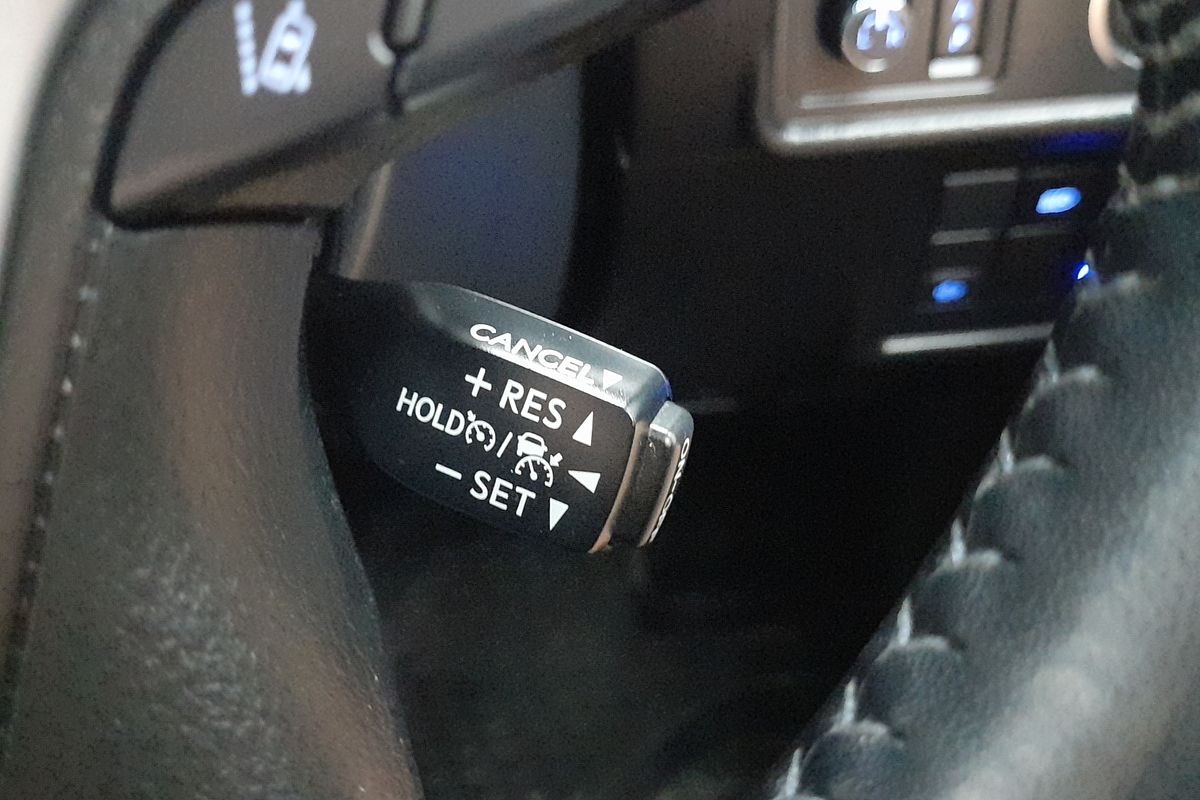 CANCEL▼
+ RES ▲
HOLD / ◀
− SET ▼